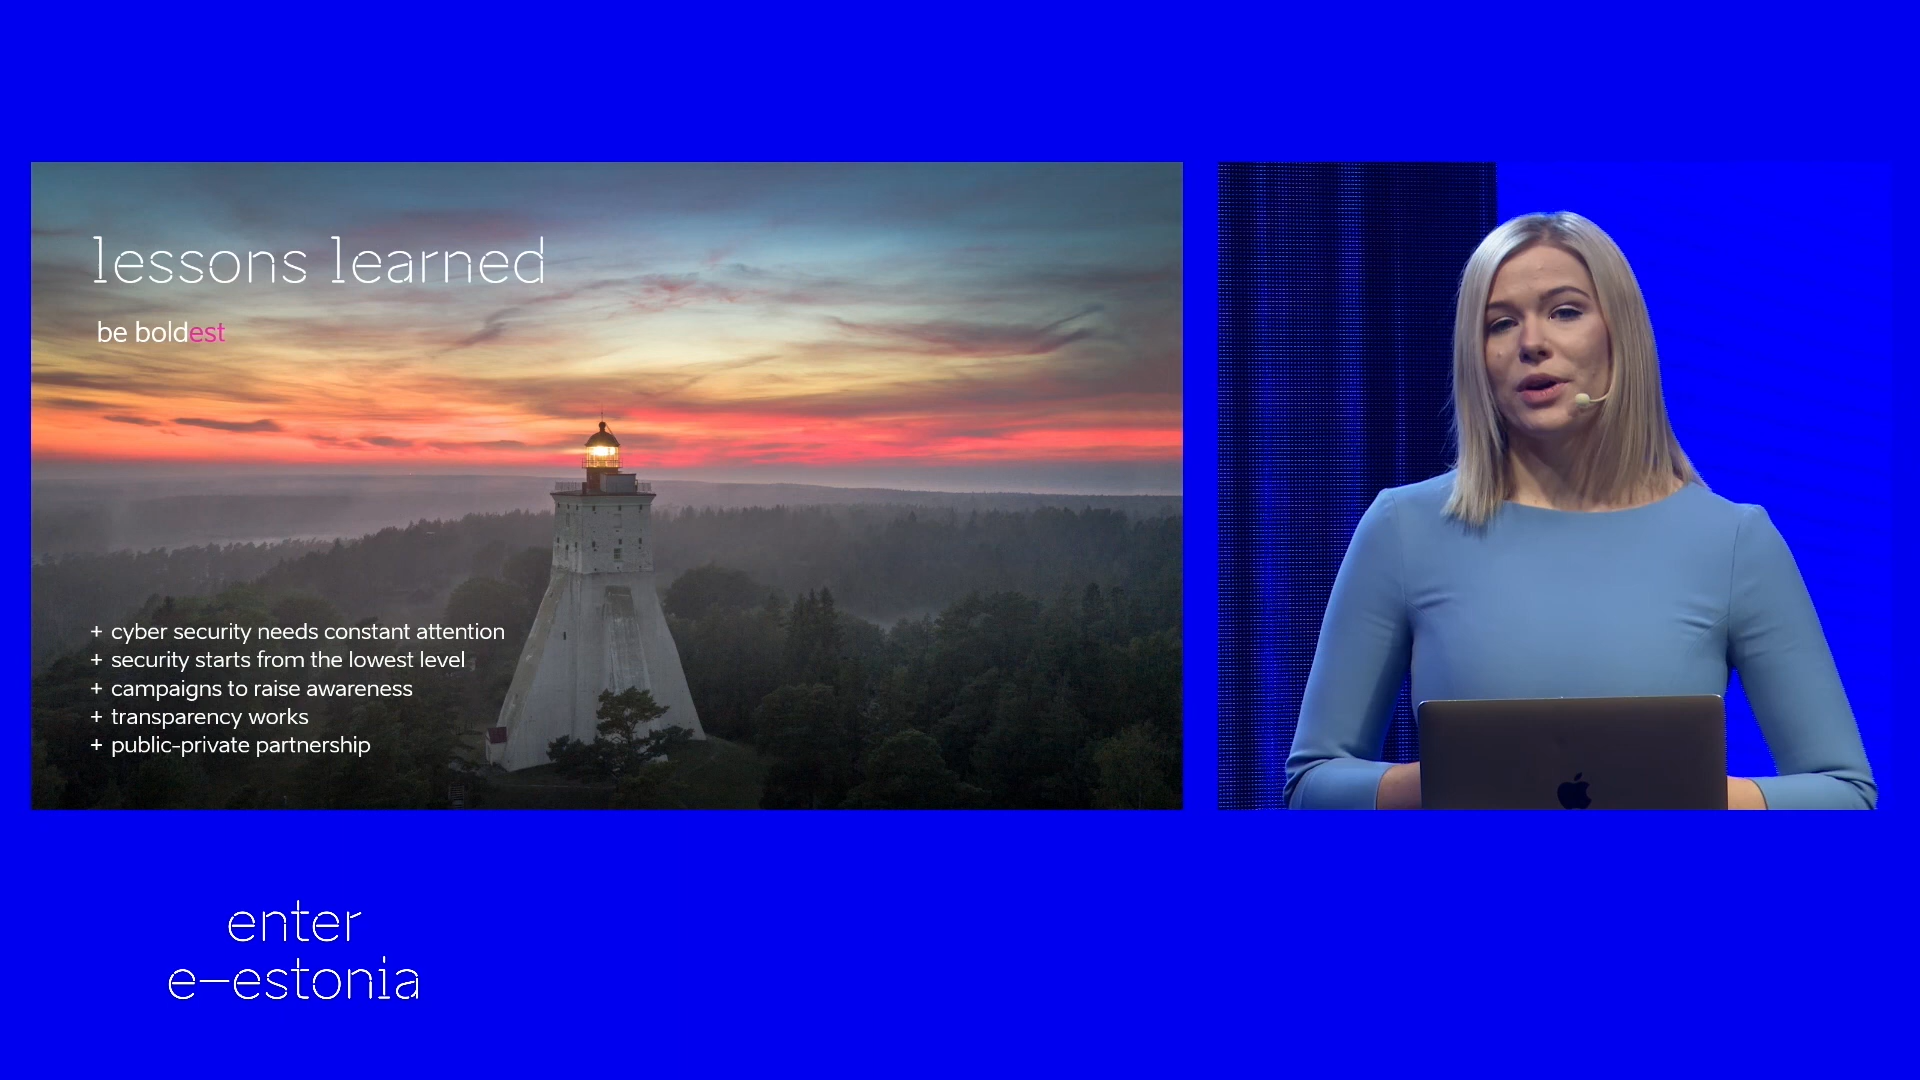 lessons learned
be boldest
+ cyber security needs constant attention
+ security starts from the lowest level
+ campaigns to raise awareness
+ transparency works
+ public-private partnership
enter
e-estonia